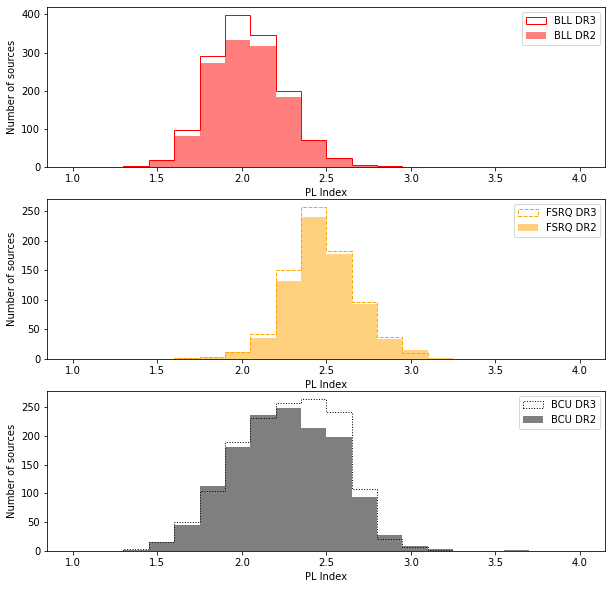 400
300
200
100
0
Number of sources
BLL DR3
BLL DR2
1.0 1.5 2.0 2.5 3.0 3.5 4.0
PL Index
250
200
150
100
50
0
Number of sources
FSRQ DR3
FSRQ DR2
1.0 1.5 2.0 2.5 3.0 3.5 4.0
PL Index
250
200
150
100
50
0
Number of sources
BCU DR3
BCU DR2
1.0 1.5 2.0 2.5 3.0 3.5 4.0
PL Index